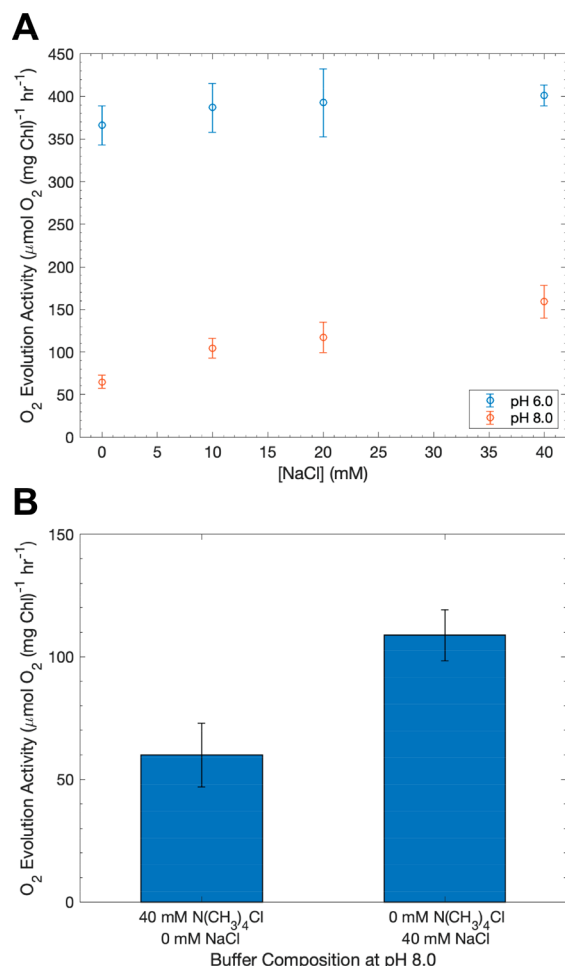 A
O₂ Evolution Activity (μmol O₂ (mg Chl)⁻¹ hr⁻¹)
450
400
350
300
250
200
150
100
50
0
pH 6.0
pH 8.0
0 5 10 15 20 25 30 35 40
[NaCl] (mM)
B
O₂ Evolution Activity (μmol O₂ (mg Chl)⁻¹ hr⁻¹)
150
100
50
0
40 mM N(CH₃)₄Cl
0 mM NaCl
0 mM N(CH₃)₄Cl
40 mM NaCl
Buffer Composition at pH 8.0